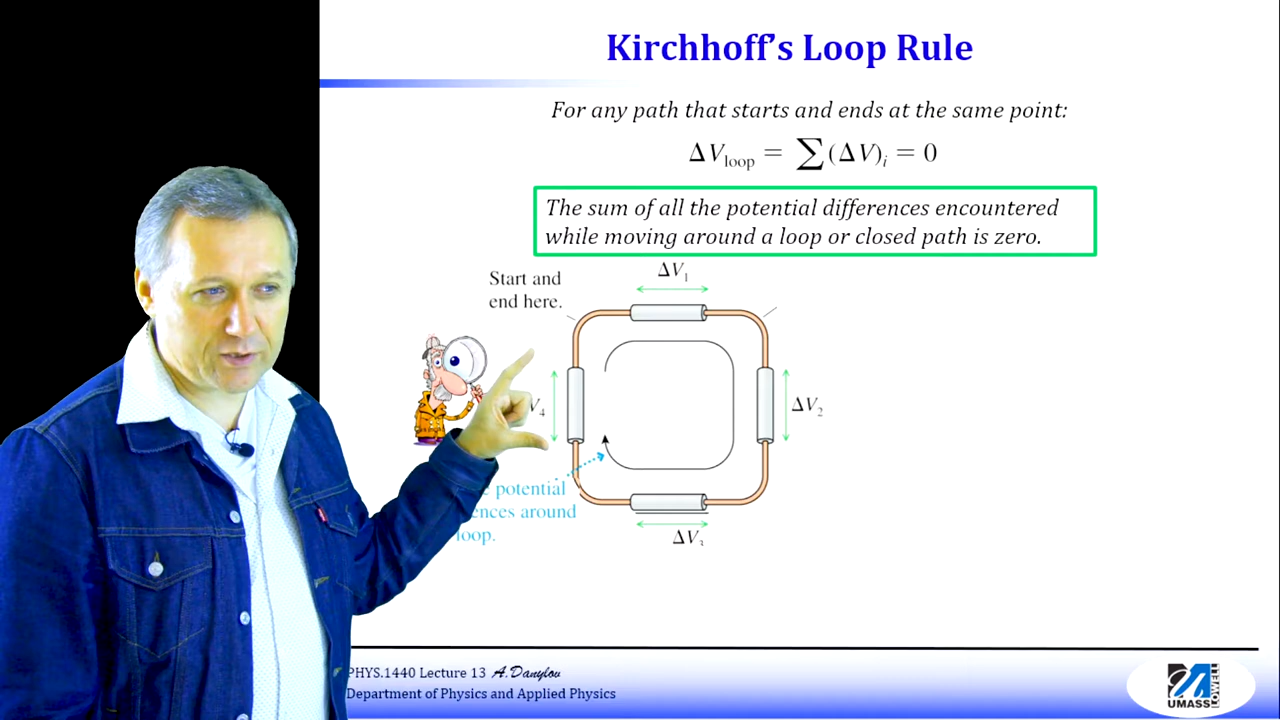 Kirchhoff's Loop Rule
For any path that starts and ends at the same point:
ΔV_loop = ∑(ΔV)_i = 0
The sum of all the potential differences encountered
while moving around a loop or closed path is zero.
ΔV₁
Start and
end here.
V₄
ΔV₂
potential
around
loop.
ΔV₃
PHYS.1440 Lecture 13 A.Danylov
Department of Physics and Applied Physics
UMASS
LOWELL